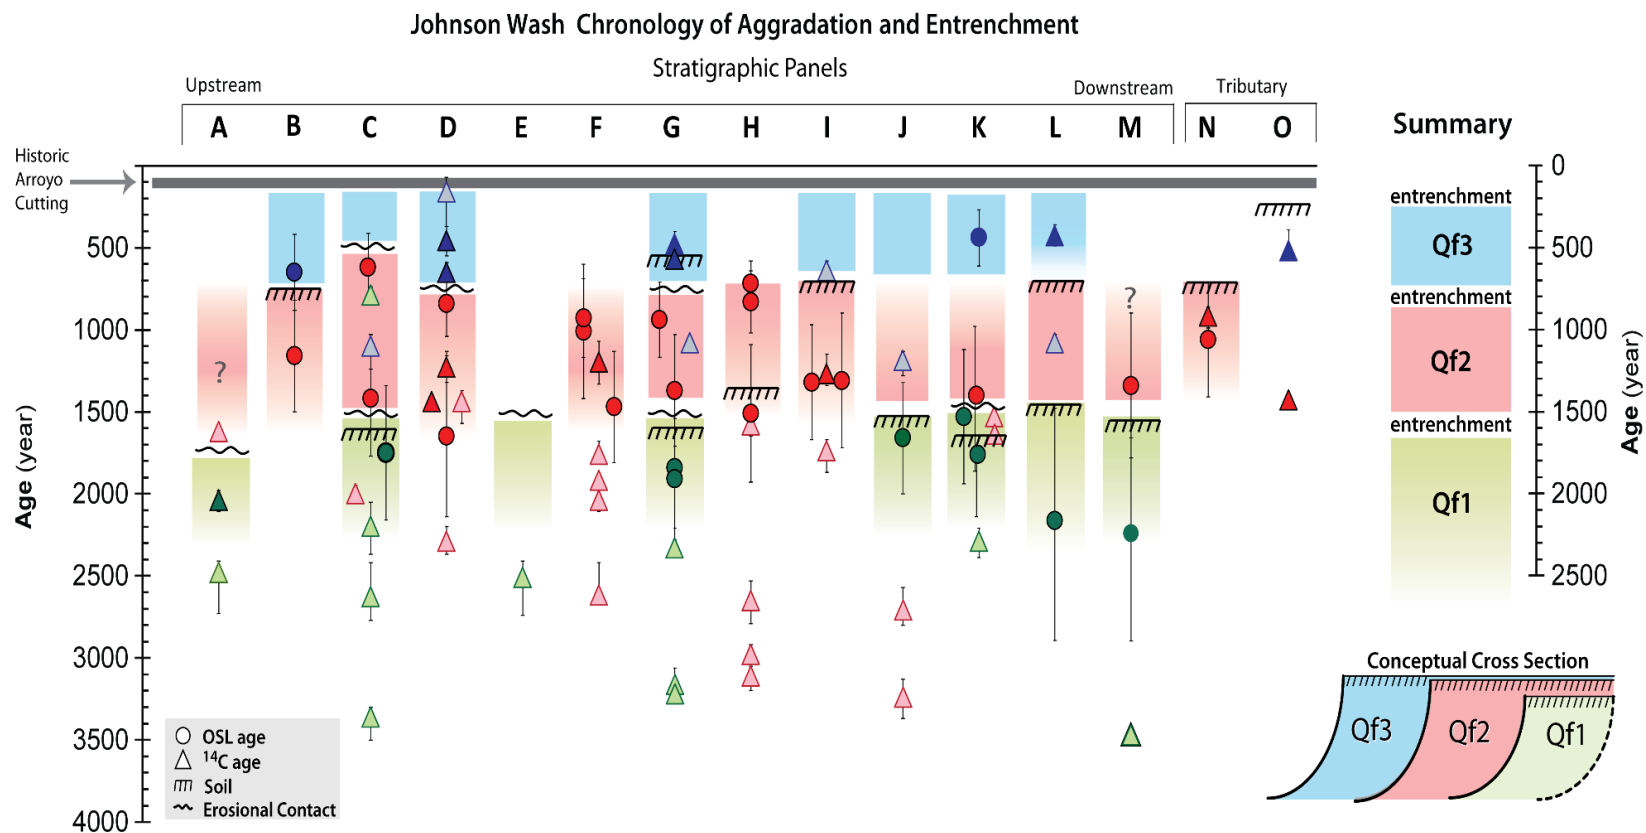 Johnson Wash Chronology of Aggradation and Entrenchment
Stratigraphic Panels
Upstream
Downstream
Tributary
A B C D E F G H I J K L M N O
Summary
Historic
Arroyo
Cutting
0
entrenchment
500
Qf3
500
entrenchment
1000
Qf2
1000
?
?
1500
1500
entrenchment
2000
Qf1
2000
2500
2500
3000
3500
4000
Age (year)
Age (year)
OSL age
14C age
Soil
Erosional Contact
Conceptual Cross Section
Qf3
Qf2
Qf1